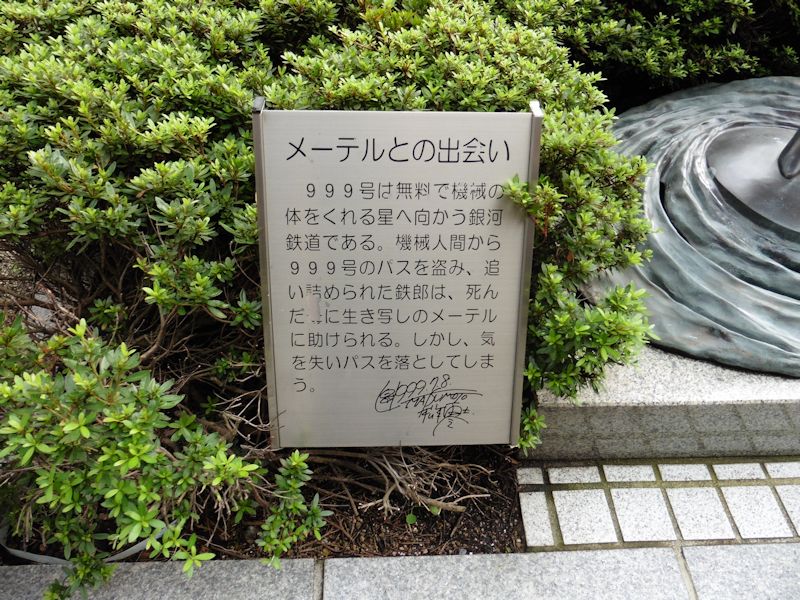 メーテルとの出会い
９９９号は無料で機械の
体をくれる星へ向かう銀河
鉄道である。機械人間から
９９９号のパスを盗み、追
い詰められた鉄郎は、死ん
だ に生き写しのメーテル
に助けられる。しかし、気
を失いパスを落としてしま
う。